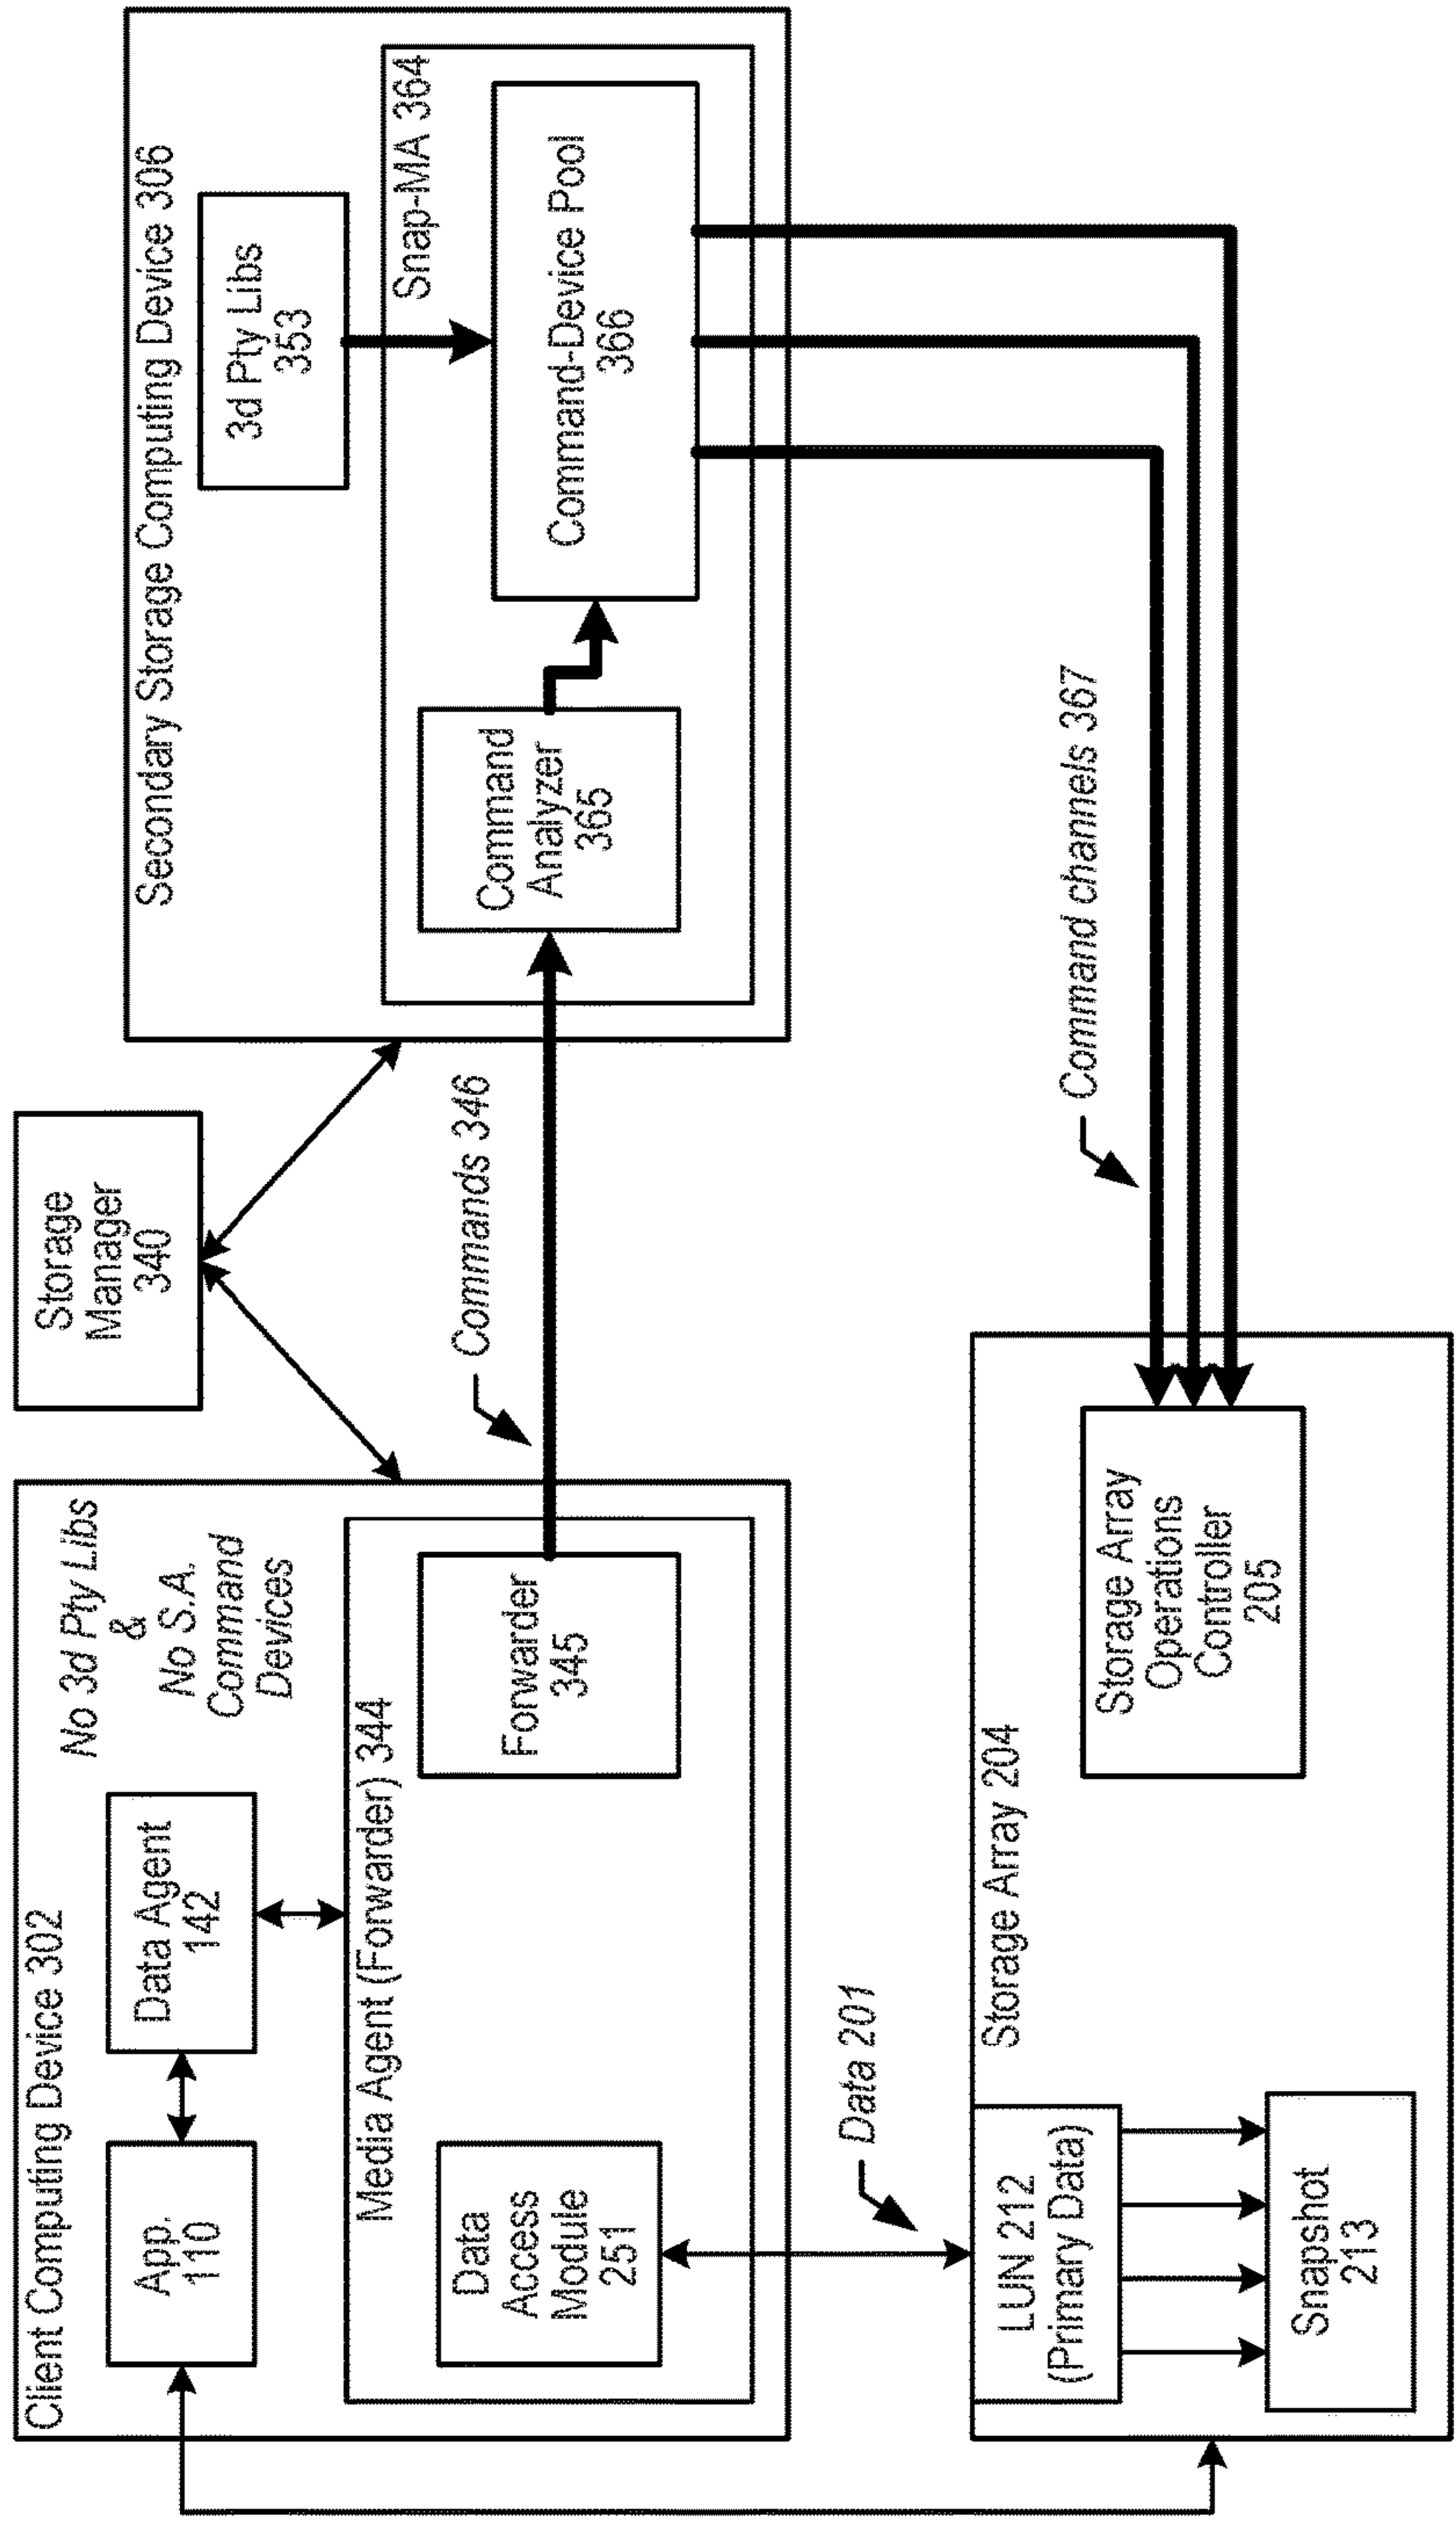 Client Computing Device 302
App.
110
Data Agent
142
No 3d Pty Libs
&
No S.A.
Command
Devices
Media Agent (Forwarder) 344
Data
Access
Module
251
Forwarder
345
Storage
Manager
340
Commands 346
Secondary Storage Computing Device 306
3d Pty Libs
353
Snap-MA 364
Command
Analyzer
365
Command-Device Pool
366
Data 201
Command channels 367
Storage Array 204
LUN 212
(Primary Data)
Snapshot
213
Storage Array
Operations
Controller
205